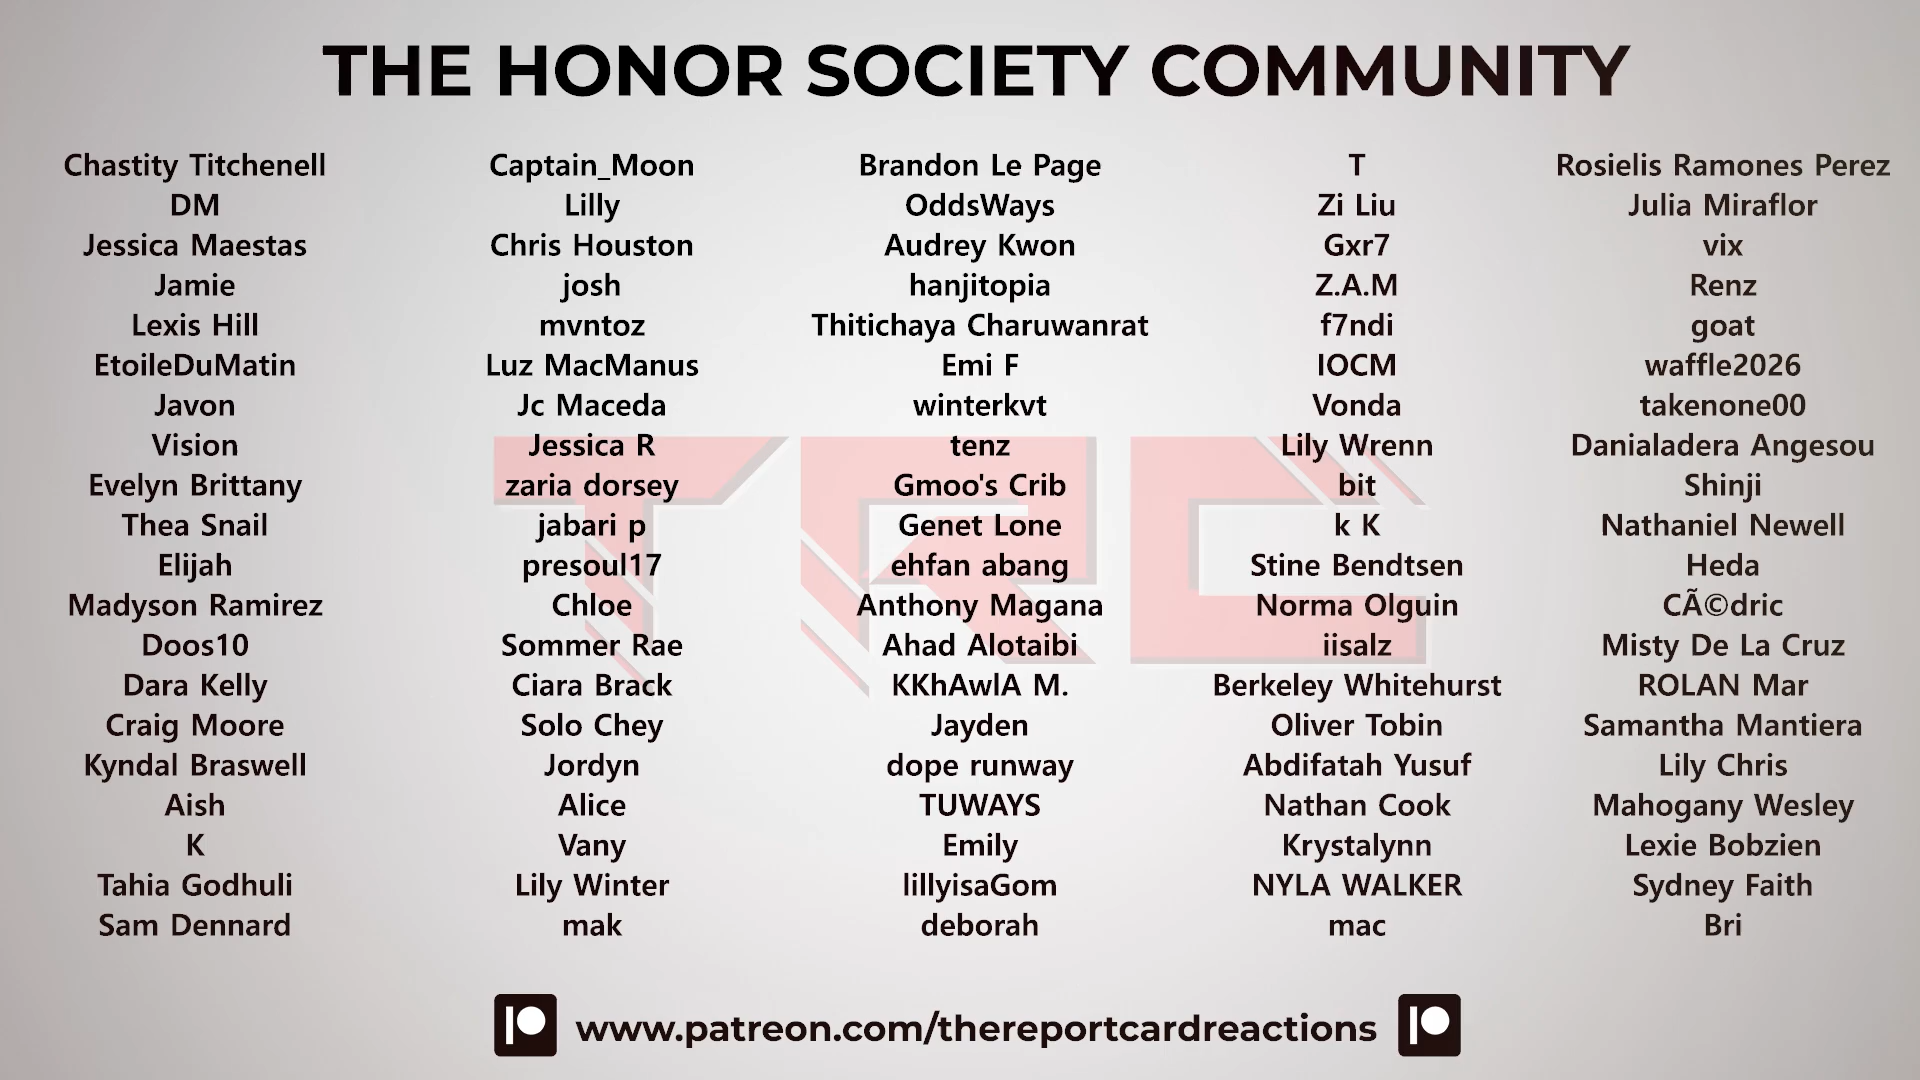 THE HONOR SOCIETY COMMUNITY
Chastity Titchenell
DM
Jessica Maestas
Jamie
Lexis Hill
EtoileDuMatin
Javon
Vision
Evelyn Brittany
Thea Snail
Elijah
Madyson Ramirez
Doos10
Dara Kelly
Craig Moore
Kyndal Braswell
Aish
K
Tahia Godhuli
Sam Dennard
Captain_Moon
Lilly
Chris Houston
josh
mvntoz
Luz MacManus
Jc Maceda
Jessica R
zaria dorsey
jabari p
presoul17
Chloe
Sommer Rae
Ciara Brack
Solo Chey
Jordyn
Alice
Vany
Lily Winter
mak
Brandon Le Page
OddsWays
Audrey Kwon
hanjitopia
Thitichaya Charuwanrat
Emi F
winterkvt
tenz
Gmoo's Crib
Genet Lone
ehfan abang
Anthony Magana
Ahad Alotaibi
KKhAwlA M.
Jayden
dope runway
TUWAYS
Emily
lillyisaGom
deborah
T
Zi Liu
Gxr7
Z.A.M
f7ndi
IOCM
Vonda
Lily Wrenn
bit
k K
Stine Bendtsen
Norma Olguin
iisalz
Berkeley Whitehurst
Oliver Tobin
Abdifatah Yusuf
Nathan Cook
Krystalynn
NYLA WALKER
mac
Rosielis Ramones Perez
Julia Miraflor
vix
Renz
goat
waffle2026
takenone00
Danialadera Angesou
Shinji
Nathaniel Newell
Heda
CÃ©dric
Misty De La Cruz
ROLAN Mar
Samantha Mantiera
Lily Chris
Mahogany Wesley
Lexie Bobzien
Sydney Faith
Bri
TRC
www.patreon.com/thereportcardreactions